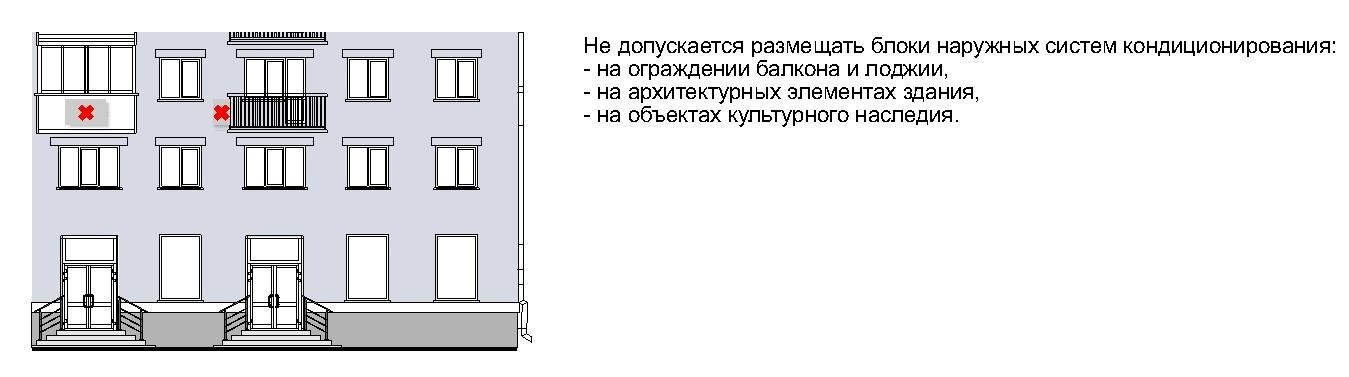 Не допускается размещать блоки наружных систем кондиционирования:
- на ограждении балкона и лоджии,
- на архитектурных элементах здания,
- на объектах культурного наследия.